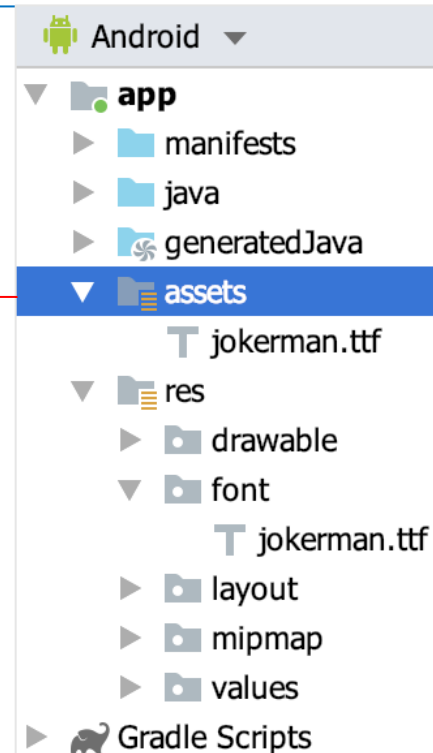 Android
app
manifests
java
generatedJava
assets
jokerman.ttf
res
drawable
font
jokerman.ttf
layout
mipmap
values
Gradle Scripts